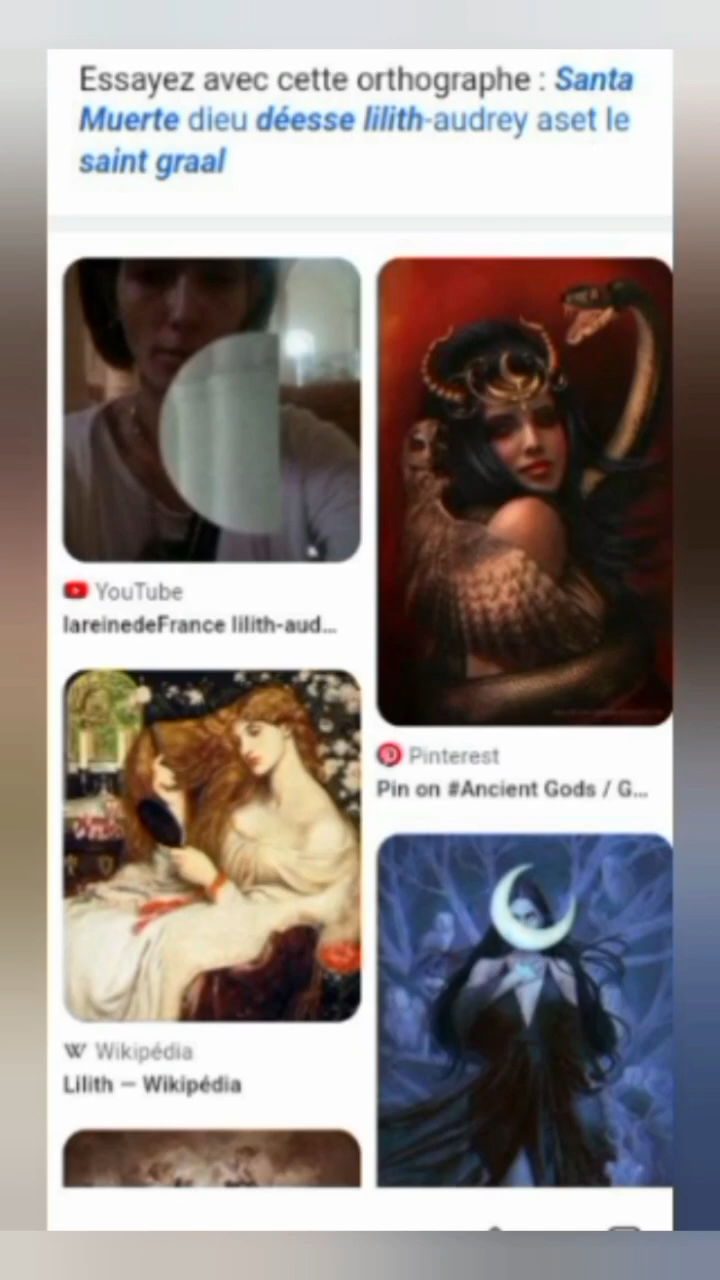 Essayez avec cette orthographe : Santa
Muerte dieu déesse lilith-audrey aset le
saint graal
YouTube
lareinedeFrance lilith-aud...
Pinterest
Pin on #Ancient Gods / G...
Wikipédia
Lilith — Wikipédia